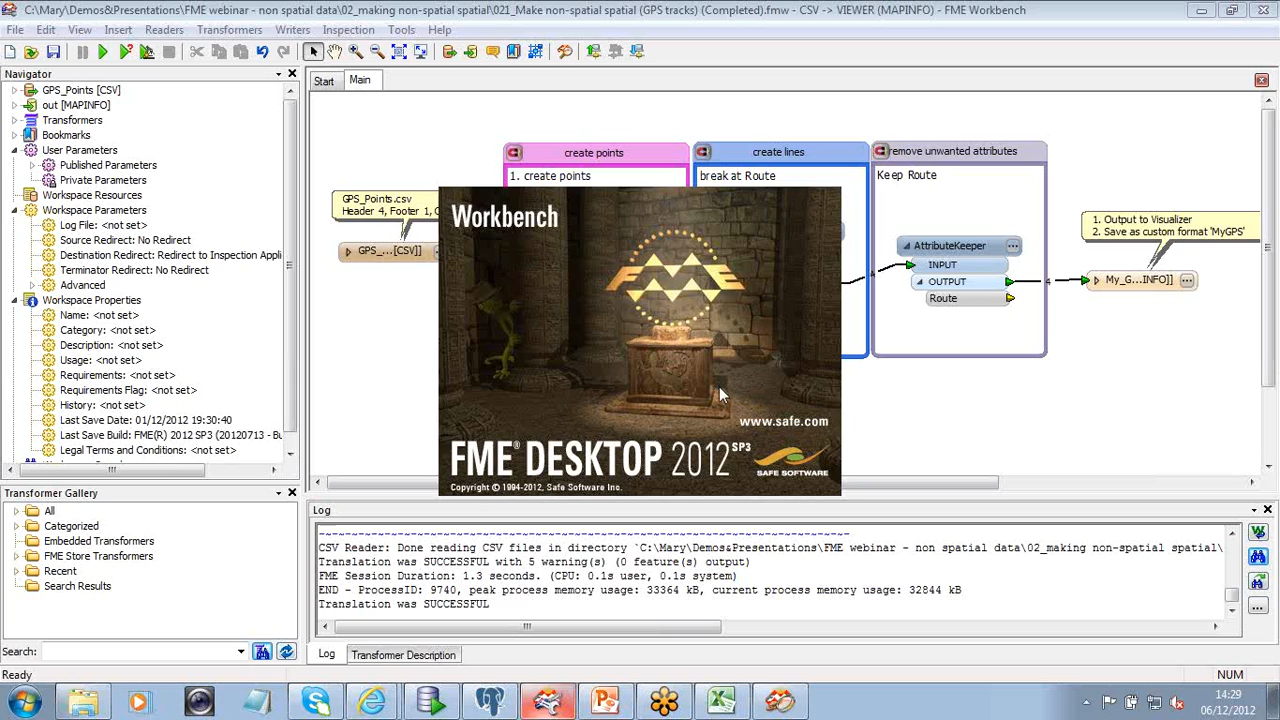 C:\Mary\Demos&Presentations\FME webinar - non spatial data\02_making non-spatial spatial\021_Make non-spatial spatial (GPS tracks) (Completed).fmw - CSV -> VIEWER (MAPINFO) - FME Workbench
File Edit View Insert Readers Transformers Writers Inspection Tools Help
Navigator
GPS_Points [CSV]
out [MAPINFO]
Transformers
Bookmarks
User Parameters
Published Parameters
Private Parameters
Workspace Resources
Workspace Parameters
Log File: <not set>
Source Redirect: No Redirect
Destination Redirect: Redirect to Inspection Appl
Terminator Redirect: No Redirect
Advanced
Workspace Properties
Name: <not set>
Category: <not set>
Description: <not set>
Usage: <not set>
Requirements: <not set>
Requirements Flag: <not set>
History: <not set>
Last Save Date: 01/12/2012 19:30:40
Last Save Build: FME(R) 2012 SP3 (20120713 - Bu
Legal Terms and Conditions: <not set>
Transformer Gallery
All
Categorized
Embedded Transformers
FME Store Transformers
Recent
Search Results
Search:
Start Main
create points
1. create points
create lines
break at Route
remove unwanted attributes
Keep Route
GPS_Points.csv
Header 4, Footer 1, C
GPS_...[CSV]]
AttributeKeeper
INPUT
OUTPUT
Route
4
4
1. Output to Visualizer
2. Save as custom format 'MyGPS'
My_G...INFO]]
Workbench
FME
www.safe.com
FME® DESKTOP 2012 SP3
SAFE SOFTWARE
Copyright © 1994-2012, Safe Software Inc.
Log
~-~-~-~-~-~-~-~-~-~-~-~-~-~-~-~-~-~-~-~-~-~-~-~-~-~-~-~-~-~-~-~-~-~-~-~-~-~-
CSV Reader: Done reading CSV files in directory `C:\Mary\Demos&Presentations\FME webinar - non spatial data\02_making non-spatial spatial\
Translation was SUCCESSFUL with 5 warning(s) (0 feature(s) output)
FME Session Duration: 1.3 seconds. (CPU: 0.1s user, 0.1s system)
END - ProcessID: 9740, peak process memory usage: 33364 kB, current process memory usage: 32844 kB
Translation was SUCCESSFUL
Log Transformer Description
Ready NUM
14:29
06/12/2012